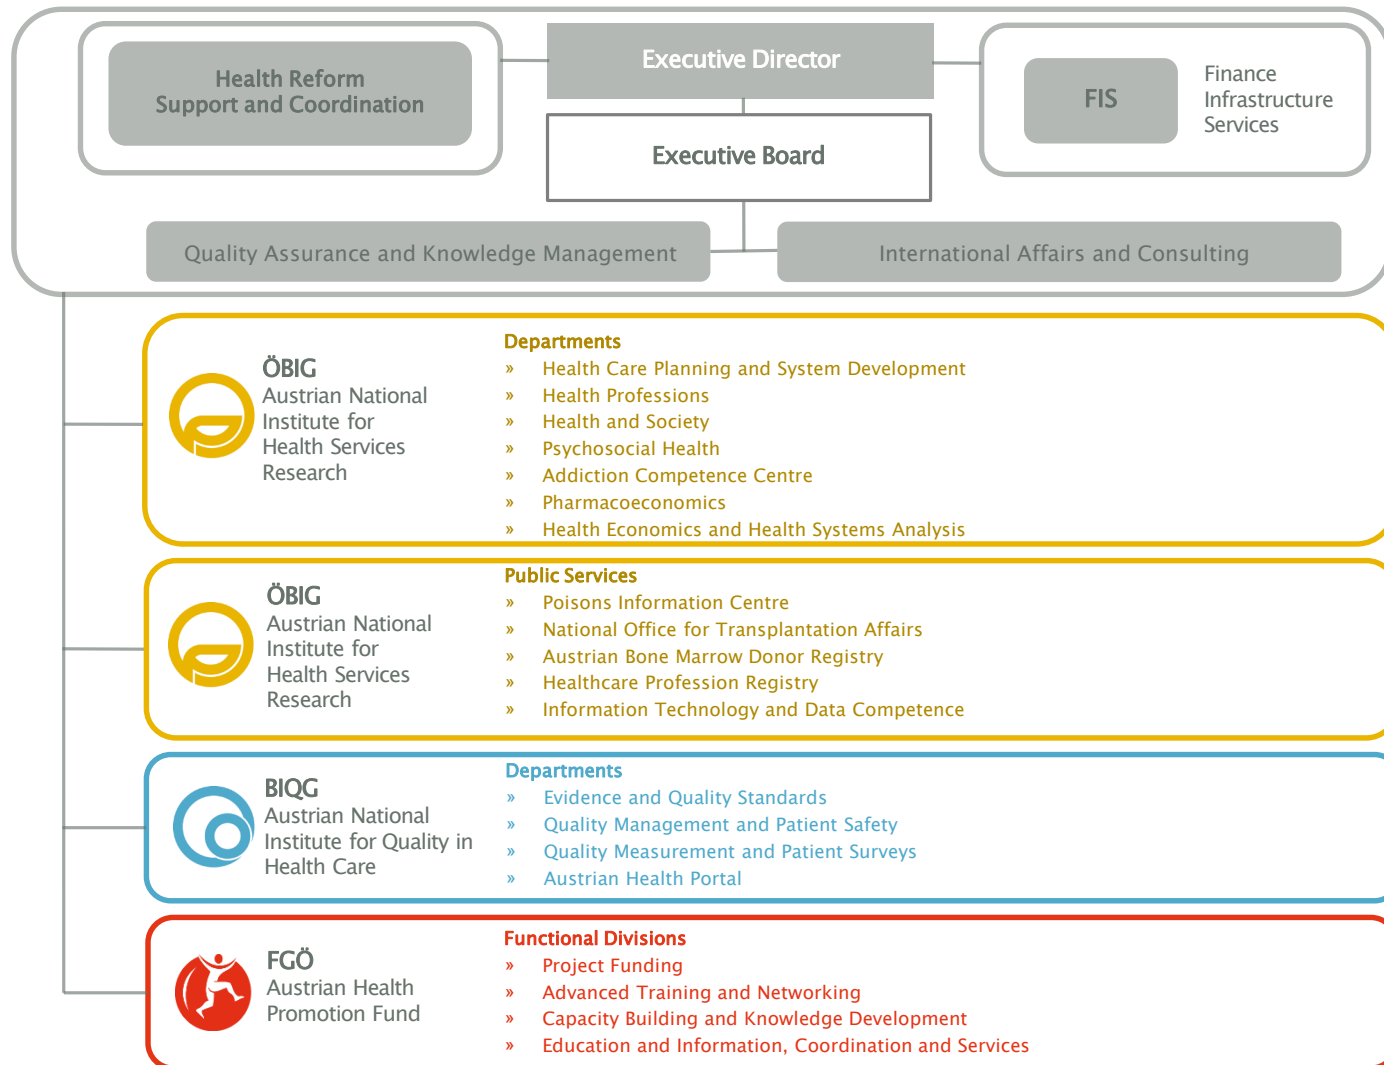 Health Reform
Support and Coordination
Executive Director
FIS
Finance
Infrastructure
Services
Executive Board
Quality Assurance and Knowledge Management
International Affairs and Consulting
ÖBIG
Austrian National
Institute for
Health Services
Research
Departments
» Health Care Planning and System Development
» Health Professions
» Health and Society
» Psychosocial Health
» Addiction Competence Centre
» Pharmacoeconomics
» Health Economics and Health Systems Analysis
ÖBIG
Austrian National
Institute for
Health Services
Research
Public Services
» Poisons Information Centre
» National Office for Transplantation Affairs
» Austrian Bone Marrow Donor Registry
» Healthcare Profession Registry
» Information Technology and Data Competence
BIQG
Austrian National
Institute for Quality in
Health Care
Departments
» Evidence and Quality Standards
» Quality Management and Patient Safety
» Quality Measurement and Patient Surveys
» Austrian Health Portal
FGÖ
Austrian Health
Promotion Fund
Functional Divisions
» Project Funding
» Advanced Training and Networking
» Capacity Building and Knowledge Development
» Education and Information, Coordination and Services